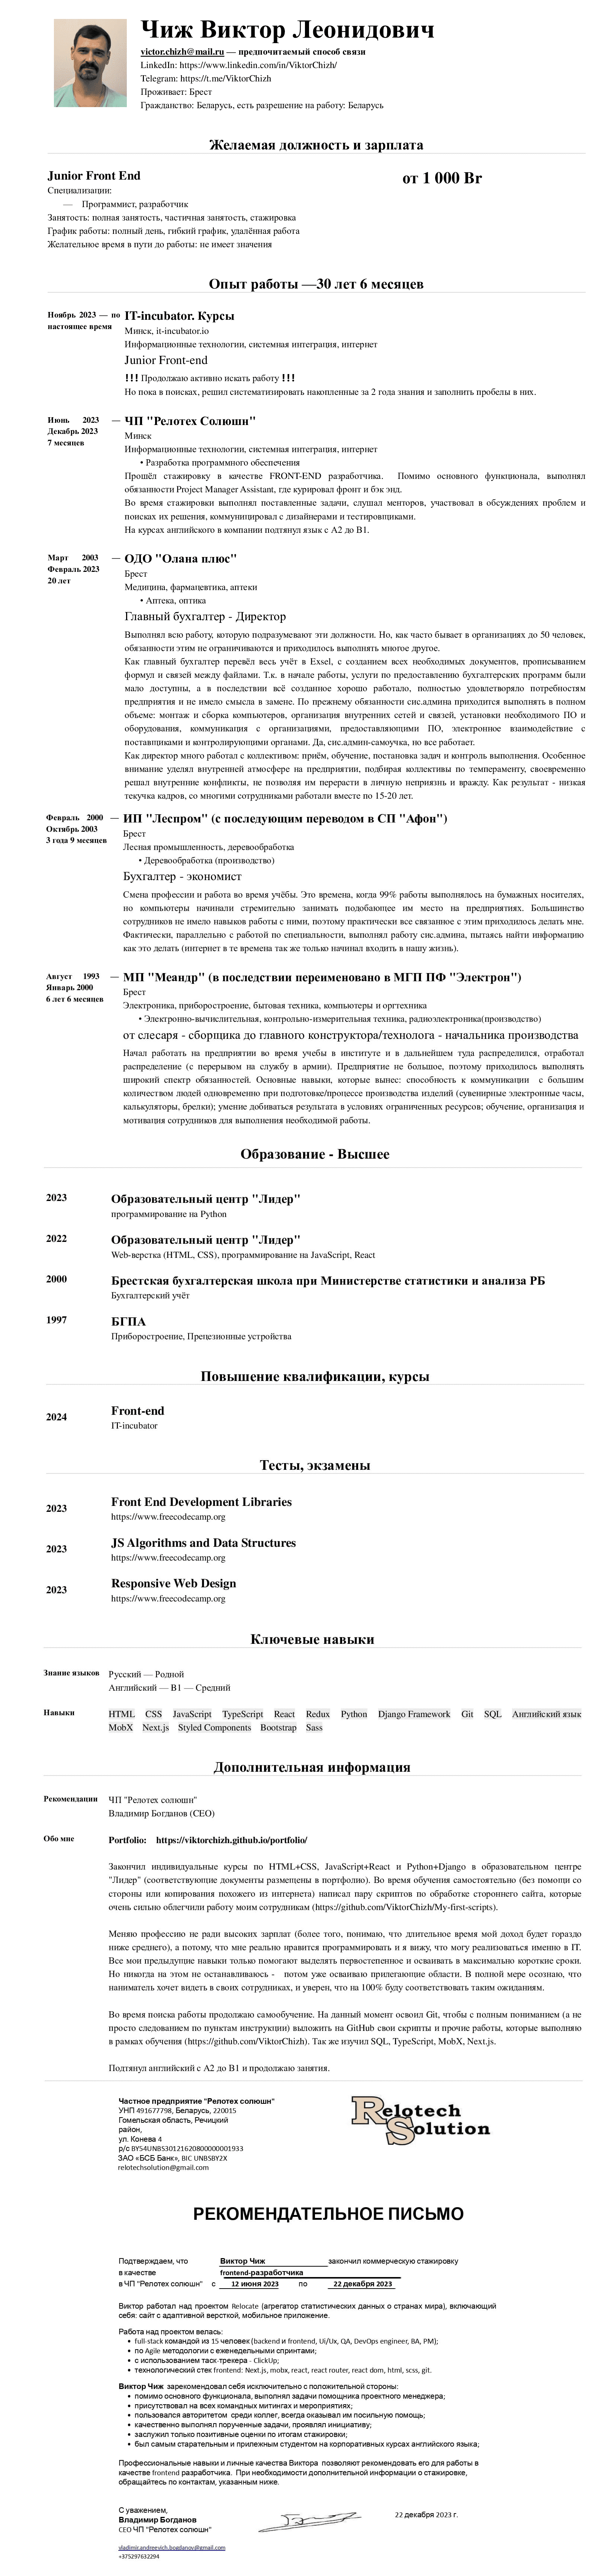 Чиж Виктор Леонидович
victor.chizh@mail.ru — предпочитаемый способ связи
LinkedIn: https://www.linkedin.com/in/ViktorChizh/
Telegram: https://t.me/ViktorChizh
Проживает: Брест
Гражданство: Беларусь, есть разрешение на работу: Беларусь
Желаемая должность и зарплата
Junior Front End
от 1 000 Br
Специализации:
— Программист, разработчик
Занятость: полная занятость, частичная занятость, стажировка
График работы: полный день, гибкий график, удалённая работа
Желательное время в пути до работы: не имеет значения
Опыт работы —30 лет 6 месяцев
Ноябрь 2023 — по
настоящее время
IT-incubator. Курсы
Минск, it-incubator.io
Информационные технологии, системная интеграция, интернет
Junior Front-end
!!! Продолжаю активно искать работу !!!
Но пока в поисках, решил систематизировать накопленные за 2 года знания и заполнить пробелы в них.
Июнь 2023 —
Декабрь 2023
7 месяцев
ЧП "Релотех Солюшн"
Минск
Информационные технологии, системная интеграция, интернет
• Разработка программного обеспечения
Прошёл стажировку в качестве FRONT-END разработчика. Помимо основного функционала, выполнял
обязанности Project Manager Assistant, где курировал фронт и бэк энд.
Во время стажировки выполнял поставленные задачи, слушал менторов, участвовал в обсуждениях проблем и
поисках их решения, коммуницировал с дизайнерами и тестировщиками.
На курсах английского в компании подтянул язык с А2 до В1.
Март 2003 —
Февраль 2023
20 лет
ОДО "Олана плюс"
Брест
Медицина, фармацевтика, аптеки
• Аптека, оптика
Главный бухгалтер - Директор
Выполнял всю работу, которую подразумевают эти должности. Но, как часто бывает в организациях до 50 человек,
обязанности этим не ограничиваются и приходилось выполнять многое другое.
Как главный бухгалтер перевёл весь учёт в Exsel, с созданием всех необходимых документов, прописыванием
формул и связей между файлами. Т.к. в начале работы, услуги по предоставлению бухгалтерских программ были
мало доступны, а в последствии всё созданное хорошо работало, полностью удовлетворяло потребностям
предприятия и не имело смысла в замене. По прежнему обязанности сис.админа приходится выполнять в полном
объеме: монтаж и сборка компьютеров, организация внутренних сетей и связей, установки необходимого ПО и
оборудования, коммуникация с организациями, предоставляющими ПО, электронное взаимодействие с
поставщиками и контролирующими органами. Да, сис.админ-самоучка, но все работает.
Как директор много работал с коллективом: приём, обучение, постановка задач и контроль выполнения. Особенное
внимание уделял внутренней атмосфере на предприятии, подбирая коллективы по темпераменту, своевременно
решал внутренние конфликты, не позволяя им перерасти в личную неприязнь и вражду. Как результат - низкая
текучка кадров, со многими сотрудниками работали вместе по 15-20 лет.
Февраль 2000 —
Октябрь 2003
3 года 9 месяцев
ИП "Леспром" (с последующим переводом в СП "Афон")
Брест
Лесная промышленность, деревообработка
• Деревообработка (производство)
Бухгалтер - экономист
Смена профессии и работа во время учёбы. Это времена, когда 99% работы выполнялось на бумажных носителях,
но компьютеры начинали стремительно занимать подобающее им место на предприятиях. Большинство
сотрудников не имело навыков работы с ними, поэтому практически все связанное с этим приходилось делать мне.
Фактически, параллельно с работой по специальности, выполнял работу сис.админа, пытаясь найти информацию
как это делать (интернет в те времена так же только начинал входить в нашу жизнь).
Август 1993 —
Январь 2000
6 лет 6 месяцев
МП "Меандр" (в последствии переименовано в МГП ПФ "Электрон")
Брест
Электроника, приборостроение, бытовая техника, компьютеры и оргтехника
• Электронно-вычислительная, контрольно-измерительная техника, радиоэлектроника(производство)
от слесаря - сборщика до главного конструктора/технолога - начальника производства
Начал работать на предприятии во время учебы в институте и в дальнейшем туда распределился, отработал
распределение (с перерывом на службу в армии). Предприятие не большое, поэтому приходилось выполнять
широкий спектр обязанностей. Основные навыки, которые вынес: способность к коммуникации с большим
количеством людей одновременно при подготовке/процессе производства изделий (сувенирные электронные часы,
калькуляторы, брелки); умение добиваться результата в условиях ограниченных ресурсов; обучение, организация и
мотивация сотрудников для выполнения необходимой работы.
Образование - Высшее
2023
Образовательный центр "Лидер"
программирование на Python
2022
Образовательный центр "Лидер"
Web-верстка (HTML, CSS), программирование на JavaScript, React
2000
Брестская бухгалтерская школа при Министерстве статистики и анализа РБ
Бухгалтерский учёт
1997
БГПА
Приборостроение, Прецезионные устройства
Повышение квалификации, курсы
2024
Front-end
IT-incubator
Тесты, экзамены
2023
Front End Development Libraries
https://www.freecodecamp.org
2023
JS Algorithms and Data Structures
https://www.freecodecamp.org
2023
Responsive Web Design
https://www.freecodecamp.org
Ключевые навыки
Знание языков
Русский — Родной
Английский — B1 — Средний
Навыки
HTML CSS JavaScript TypeScript React Redux Python Django Framework Git SQL Английский язык
MobX Next.js Styled Components Bootstrap Sass
Дополнительная информация
Рекомендации
ЧП "Релотех солюшн"
Владимир Богданов (CEO)
Обо мне
Portfolio: https://viktorchizh.github.io/portfolio/
Закончил индивидуальные курсы по HTML+CSS, JavaScript+React и Python+Django в образовательном центре
"Лидер" (соответствующие документы размещены в портфолио). Во время обучения самостоятельно (без помощи со
стороны или копирования похожего из интернета) написал пару скриптов по обработке стороннего сайта, которые
очень сильно облегчили работу моим сотрудникам (https://github.com/ViktorChizh/My-first-scripts).
Меняю профессию не ради высоких зарплат (более того, понимаю, что длительное время мой доход будет гораздо
ниже среднего), а потому, что мне реально нравится программировать и я вижу, что могу реализоваться именно в IT.
Все мои предыдущие навыки только помогают выделять первостепенное и осваивать в максимально короткие сроки.
Но никогда на этом не останавливаюсь - потом уже осваиваю прилегающие области. В полной мере осознаю, что
наниматель хочет видеть в своих сотрудниках, и уверен, что на 100% буду соответствовать таким ожиданиям.
Во время поиска работы продолжаю самообучение. На данный момент освоил Git, чтобы с полным пониманием (а не
просто следованием по пунктам инструкции) выложить на GitHub свои скрипты и прочие работы, которые выполняю
в рамках обучения (https://github.com/ViktorChizh). Так же изучил SQL, TypeScript, MobX, Next.js.
Подтянул английский с А2 до В1 и продолжаю занятия.
Частное предприятие "Релотех солюшн"
УНП 491677798, Беларусь, 220015
Гомельская область, Речицкий
район,
ул. Конева 4
р/с BY54UNBS30121620800000001933
ЗАО «БСБ Банк», BIC UNBSBY2X
relotechsolution@gmail.com
Relotech
Solution
РЕКОМЕНДАТЕЛЬНОЕ ПИСЬМО
Подтверждаем, что Виктор Чиж закончил коммерческую стажировку
в качестве frontend-разработчика
в ЧП "Релотех солюшн" с 12 июня 2023 по 22 декабря 2023
Виктор работал над проектом Relocate (агрегатор статистических данных о странах мира), включающий
себя: сайт с адаптивной версткой, мобильное приложение.
Работа над проектом велась:
• full-stack командой из 15 человек (backend и frontend, Ui/Ux, QA, DevOps engineer, BA, PM);
• по Agile методологии с еженедельными спринтами;
• с использованием таск-трекера - ClickUp;
• технологический стек frontend: Next.js, mobx, react, react router, react dom, html, scss, git.
Виктор Чиж зарекомендовал себя исключительно с положительной стороны:
• помимо основного функционала, выполнял задачи помощника проектного менеджера;
• присутствовал на всех командных митингах и мероприятиях;
• пользовался авторитетом среди коллег, всегда оказывал им посильную помощь;
• качественно выполнял порученные задачи, проявлял инициативу;
• заслужил только позитивные оценки по итогам стажировки;
• был самым старательным и прилежным студентом на корпоративных курсах английского языка;
Профессиональные навыки и личные качества Виктора позволяют рекомендовать его для работы в
качестве frontend разработчика. При необходимости дополнительной информации о стажировке,
обращайтесь по контактам, указанным ниже.
С уважением,
Владимир Богданов
CEO ЧП "Релотех солюшн"
22 декабря 2023 г.
vladimir.andreevich.bogdanov@gmail.com
+375297632294